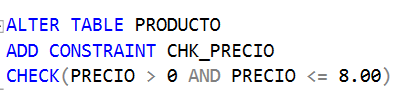 ALTER TABLE PRODUCTO
ADD CONSTRAINT CHK_PRECIO
CHECK(PRECIO > 0 AND PRECIO <= 8.00)